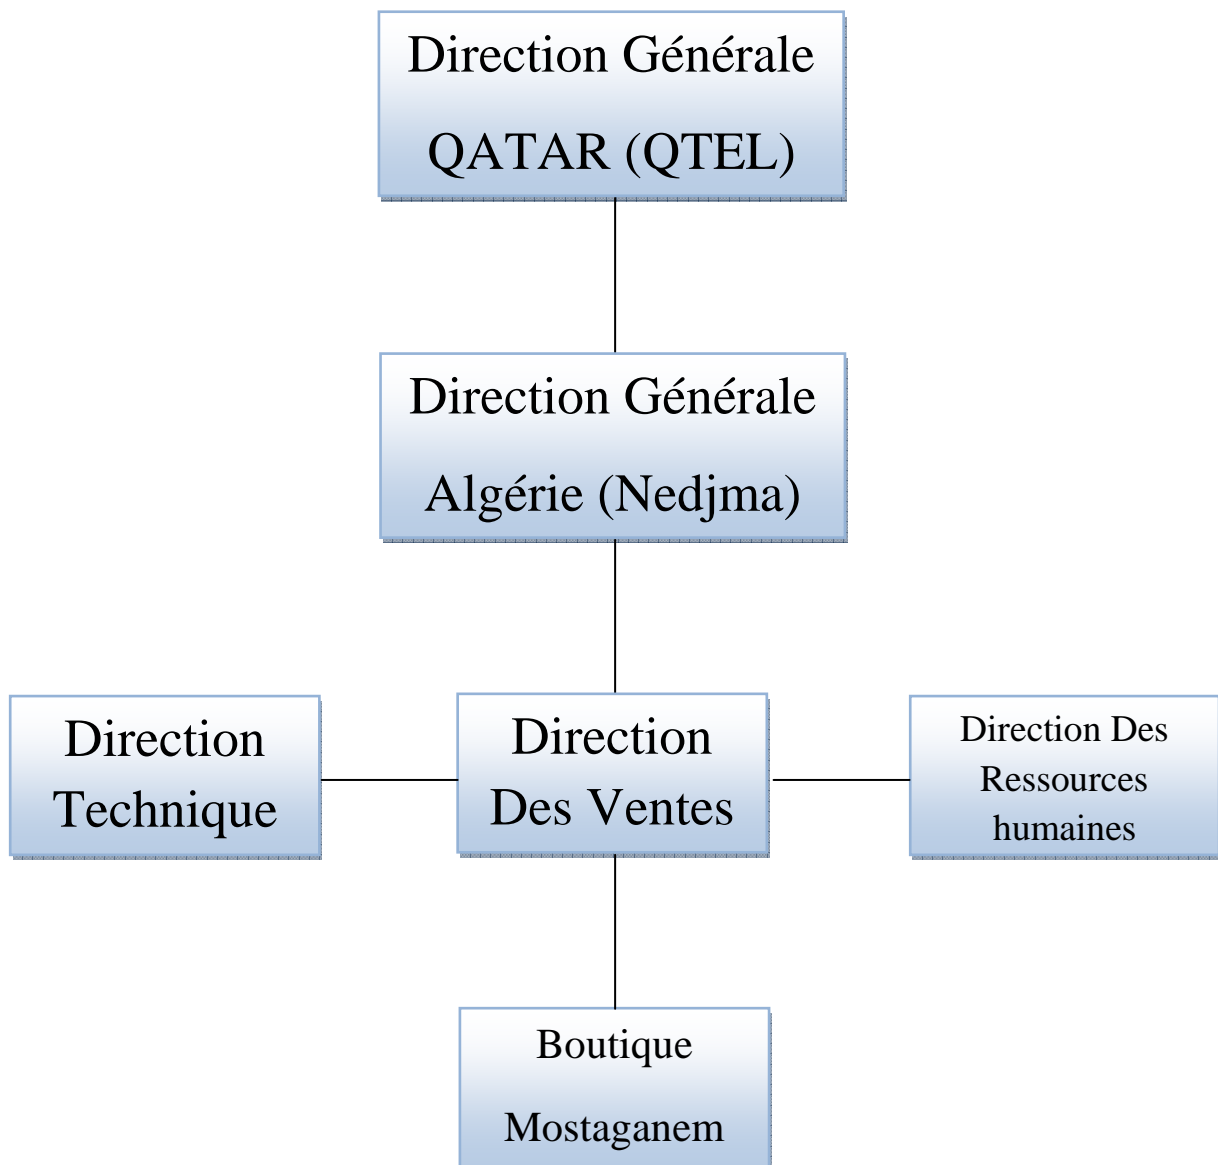 Direction Générale
QATAR (QTEL)
Direction Générale
Algérie (Nedjma)
Direction
Technique
Direction
Des Ventes
Direction Des
Ressources
humaines
Boutique
Mostaganem